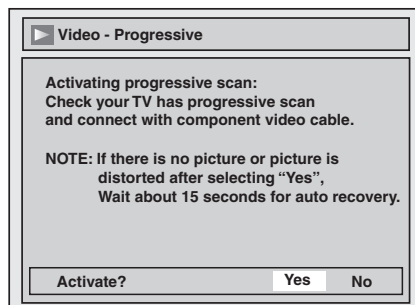 Video - Progressive
Activating progressive scan:
Check your TV has progressive scan
and connect with component video cable.
NOTE: If there is no picture or picture is
distorted after selecting “Yes”,
Wait about 15 seconds for auto recovery.
Activate? Yes No